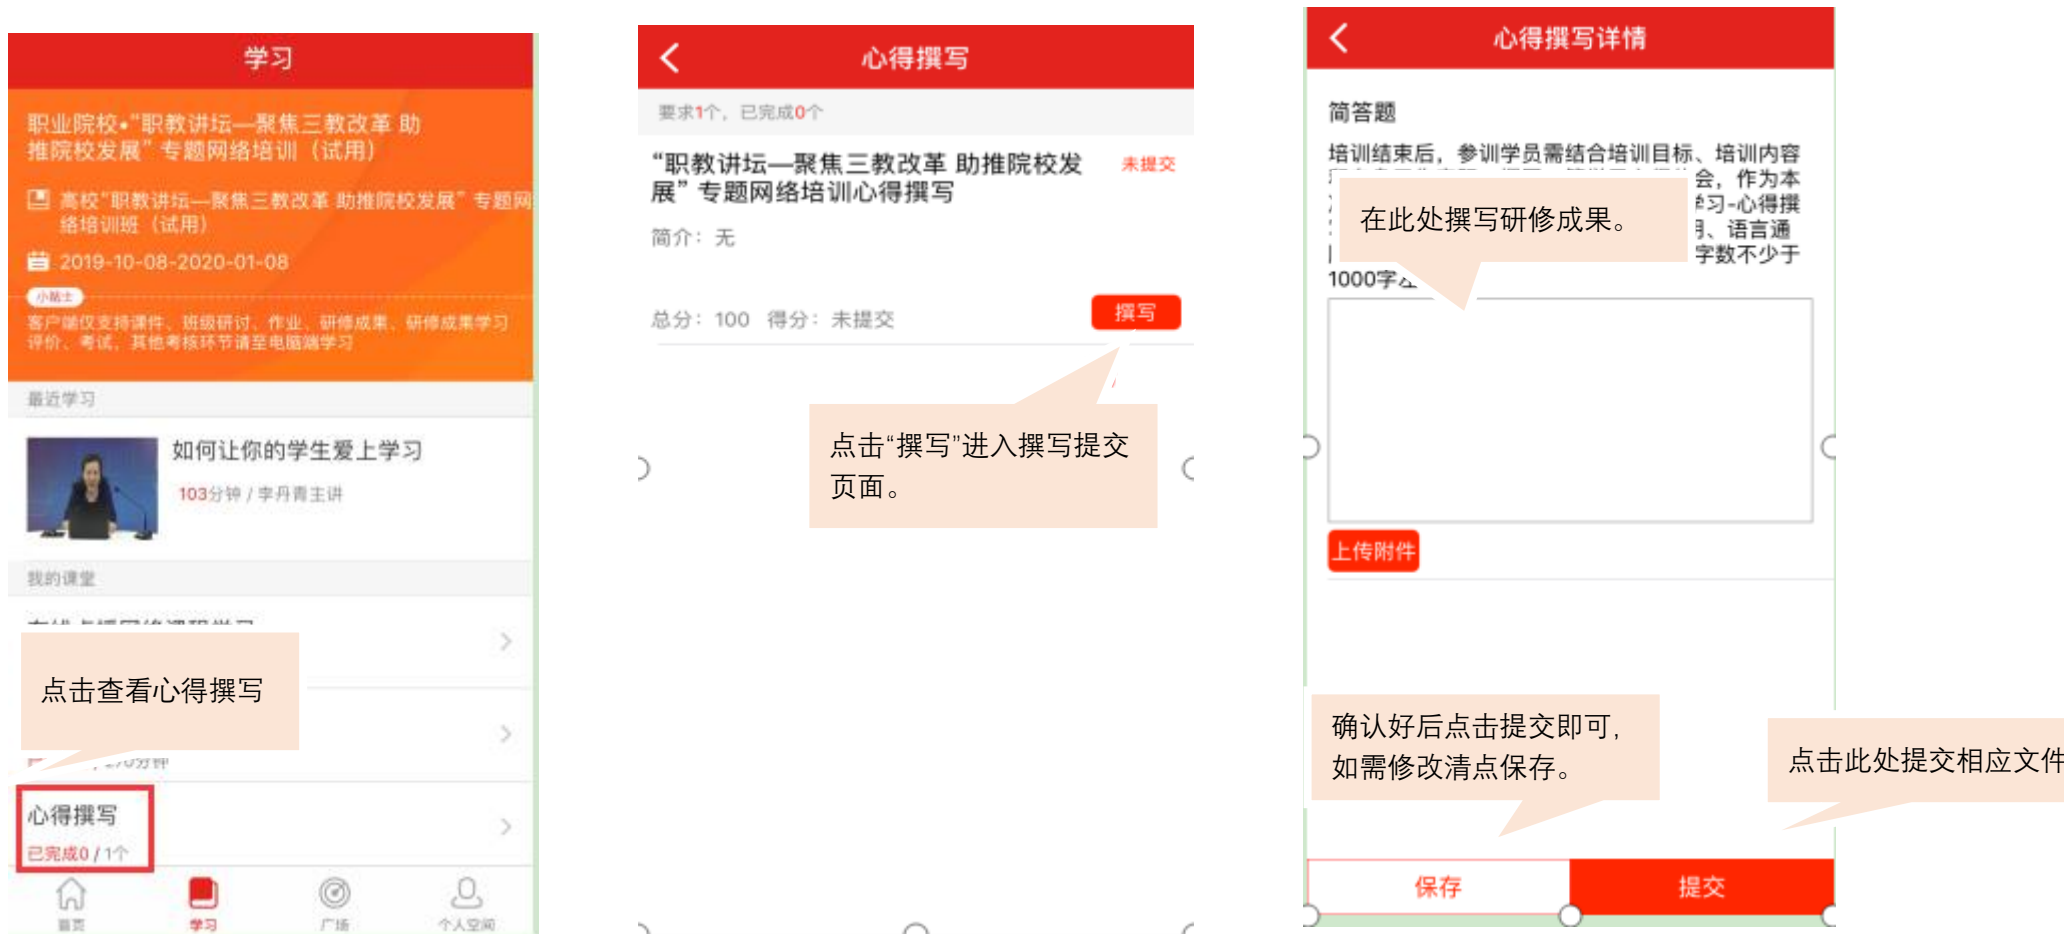 学习
职业院校•“职教讲坛—聚焦三教改革 助
推院校发展”专题网络培训（试用）
高校“职教讲坛—聚焦三教改革 助推院校发展”专题网
络培训班（试用）
2019-10-08-2020-01-08
小贴士
客户端仅支持课件、班级研讨、作业、研修成果、研修成果学习
评价、考试，其他考核环节请至电脑端学习
最近学习
如何让你的学生爱上学习
103分钟 / 李丹青主讲
我的课堂
点击查看心得撰写
心得撰写
已完成0 / 1个
首页
学习
广场
个人空间
心得撰写
要求1个，已完成0个
“职教讲坛—聚焦三教改革 助推院校发
展”专题网络培训心得撰写
未提交
简介：无
总分：100 得分：未提交
撰写
点击“撰写”进入撰写提交
页面。
心得撰写详情
简答题
培训结束后，参训学员需结合培训目标、培训内容
会，作为本
学习-心得撰
、语言通
字数不少于
1000字
在此处撰写研修成果。
上传附件
确认好后点击提交即可,
如需修改清点保存。
点击此处提交相应文件
保存
提交